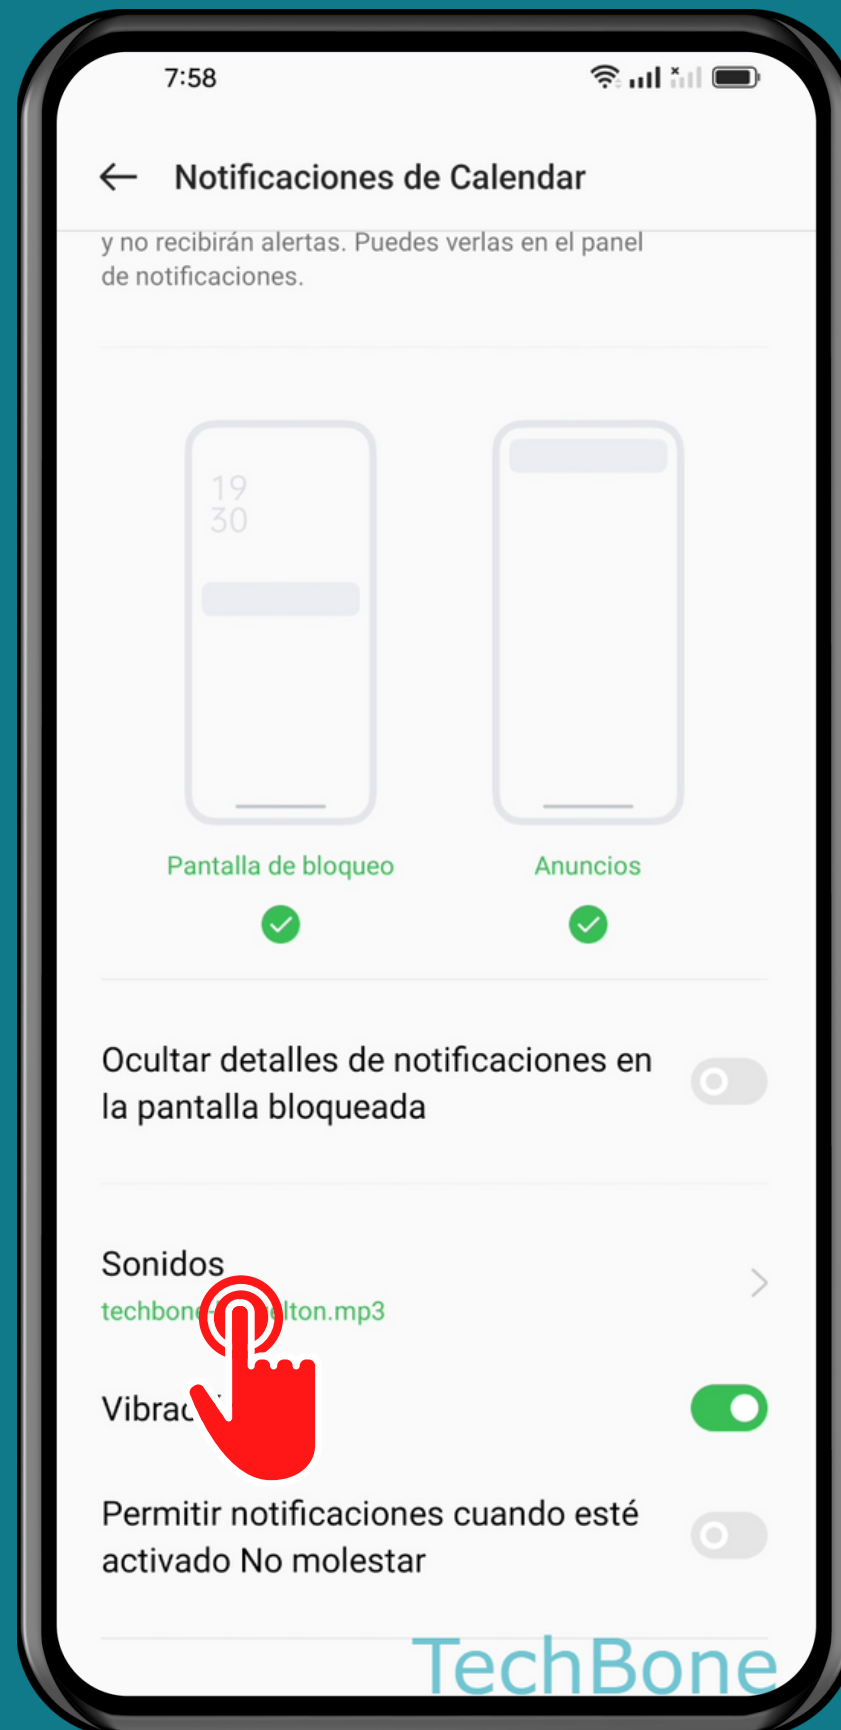 7:58
Notificaciones de Calendar
y no recibirán alertas. Puedes verlas en el panel
de notificaciones.
19
30
Pantalla de bloqueo
Anuncios
Ocultar detalles de notificaciones en
la pantalla bloqueada
Sonidos
Permitir notificaciones cuando esté
activado No molestar
TechBone